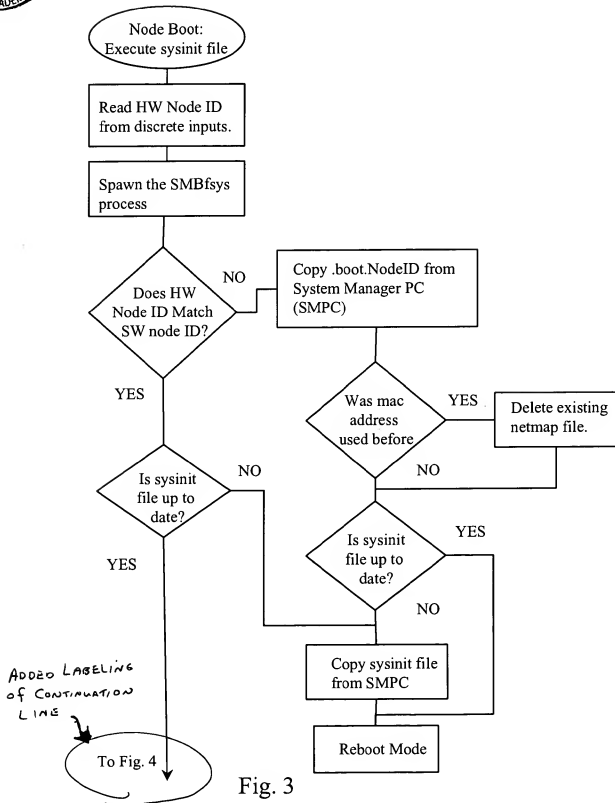 Node Boot:
Execute sysinit file
Read HW Node ID
from discrete inputs.
Spawn the SMBfsys
process
Does HW
Node ID Match
SW node ID?
NO
Copy .boot.NodeID from
System Manager PC
(SMPC)
YES
Was mac
address
used before
YES
Delete existing
netmap file.
NO
Is sysinit
file up to
date?
NO
YES
Is sysinit
file up to
date?
YES
NO
Copy sysinit file
from SMPC
Reboot Mode
ADDED LABELING
of CONTINUATION
LINE
To Fig. 4
Fig. 3